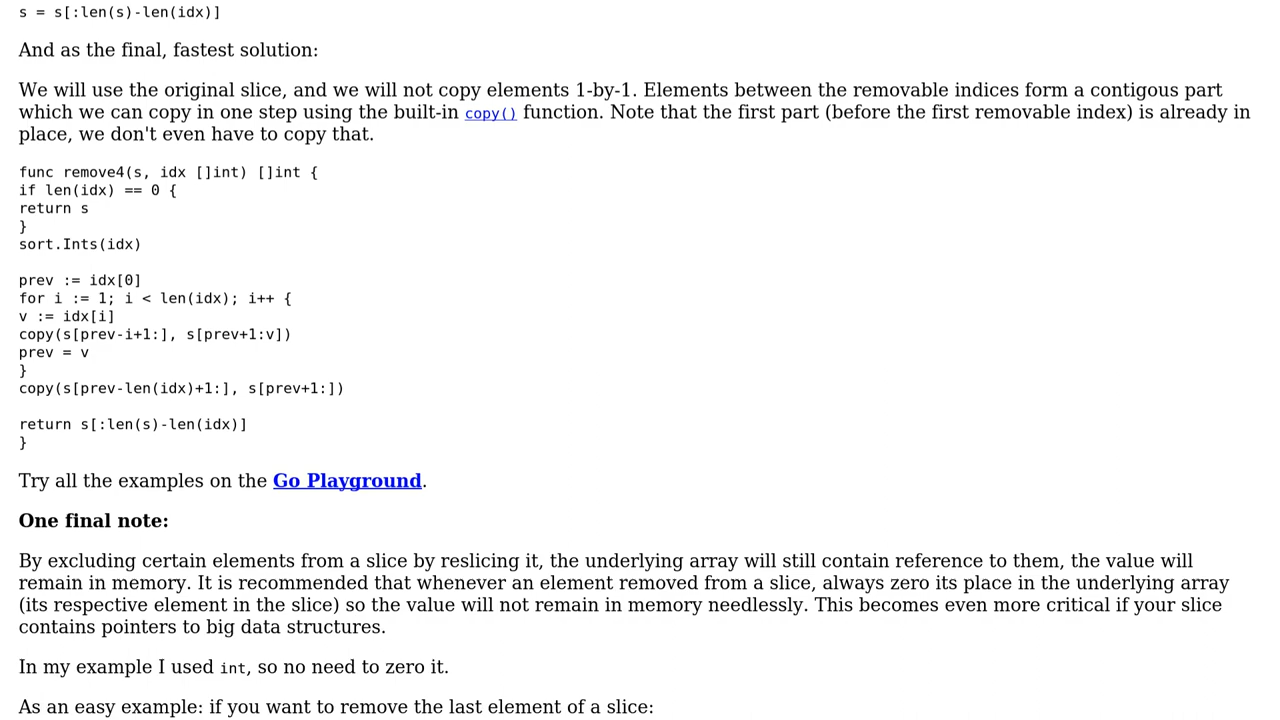 s = s[:len(s)-len(idx)]
And as the final, fastest solution:
We will use the original slice, and we will not copy elements 1-by-1. Elements between the removable indices form a contigous part
which we can copy in one step using the built-in copy() function. Note that the first part (before the first removable index) is already in
place, we don't even have to copy that.
func remove4(s, idx []int) []int {
if len(idx) == 0 {
return s
}
sort.Ints(idx)
prev := idx[0]
for i := 1; i < len(idx); i++ {
v := idx[i]
copy(s[prev-i+1:], s[prev+1:v])
prev = v
}
copy(s[prev-len(idx)+1:], s[prev+1:])
return s[:len(s)-len(idx)]
}
Try all the examples on the Go Playground.
One final note:
By excluding certain elements from a slice by reslicing it, the underlying array will still contain reference to them, the value will
remain in memory. It is recommended that whenever an element removed from a slice, always zero its place in the underlying array
(its respective element in the slice) so the value will not remain in memory needlessly. This becomes even more critical if your slice
contains pointers to big data structures.
In my example I used int, so no need to zero it.
As an easy example: if you want to remove the last element of a slice: